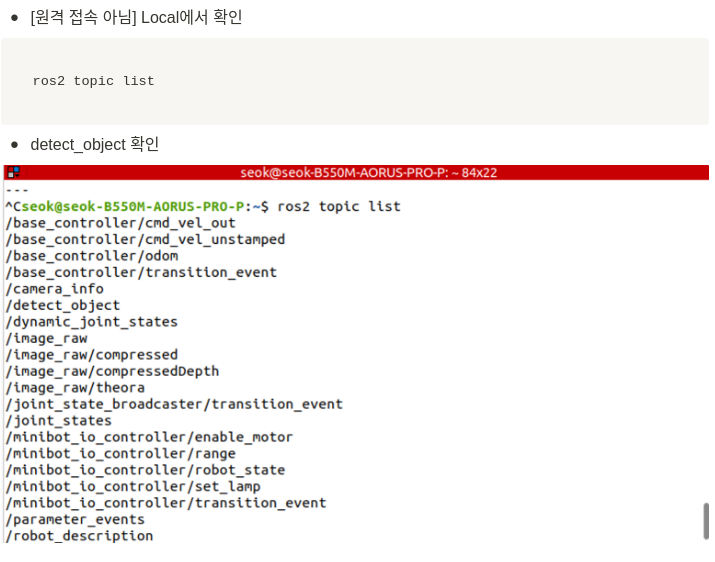 [원격 접속 아님] Local에서 확인
ros2 topic list
detect_object 확인
seok@seok-B550M-AORUS-PRO-P: ~ 84x22
---
^Cseok@seok-B550M-AORUS-PRO-P:~$ ros2 topic list
/base_controller/cmd_vel_out
/base_controller/cmd_vel_unstamped
/base_controller/odom
/base_controller/transition_event
/camera_info
/detect_object
/dynamic_joint_states
/image_raw
/image_raw/compressed
/image_raw/compressedDepth
/image_raw/theora
/joint_state_broadcaster/transition_event
/joint_states
/minibot_io_controller/enable_motor
/minibot_io_controller/range
/minibot_io_controller/robot_state
/minibot_io_controller/set_lamp
/minibot_io_controller/transition_event
/parameter_events
/robot_description